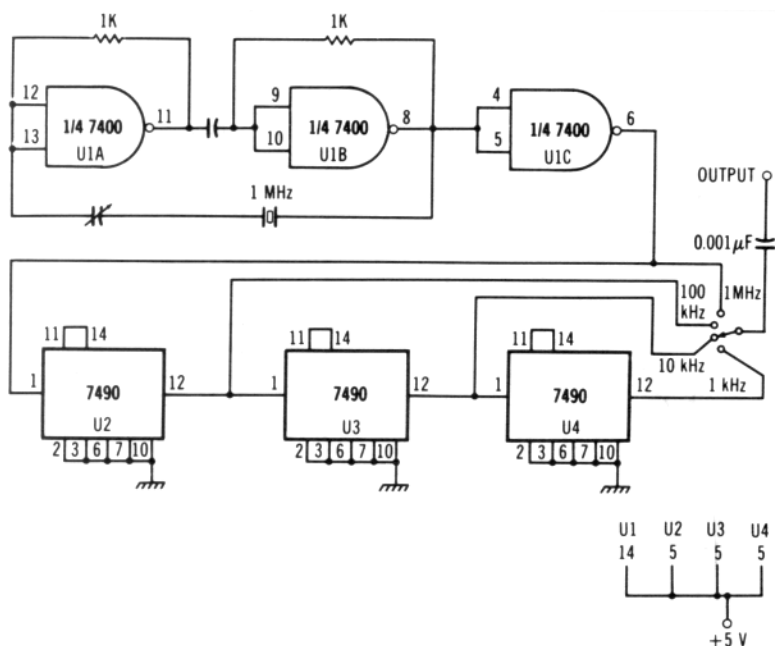 1K
1K
12
13
1/4 7400
U1A
11
9
10
1/4 7400
U1B
8
4
5
1/4 7400
U1C
6
1 MHz
OUTPUT
0.001µF
100
kHz
1MHz
10 kHz
1 kHz
11 14
1
7490
U2
12
2 3 6 7 10
11 14
1
7490
U3
12
2 3 6 7 10
11 14
1
7490
U4
12
2 3 6 7 10
U1 U2 U3 U4
14 5 5 5
+5 V